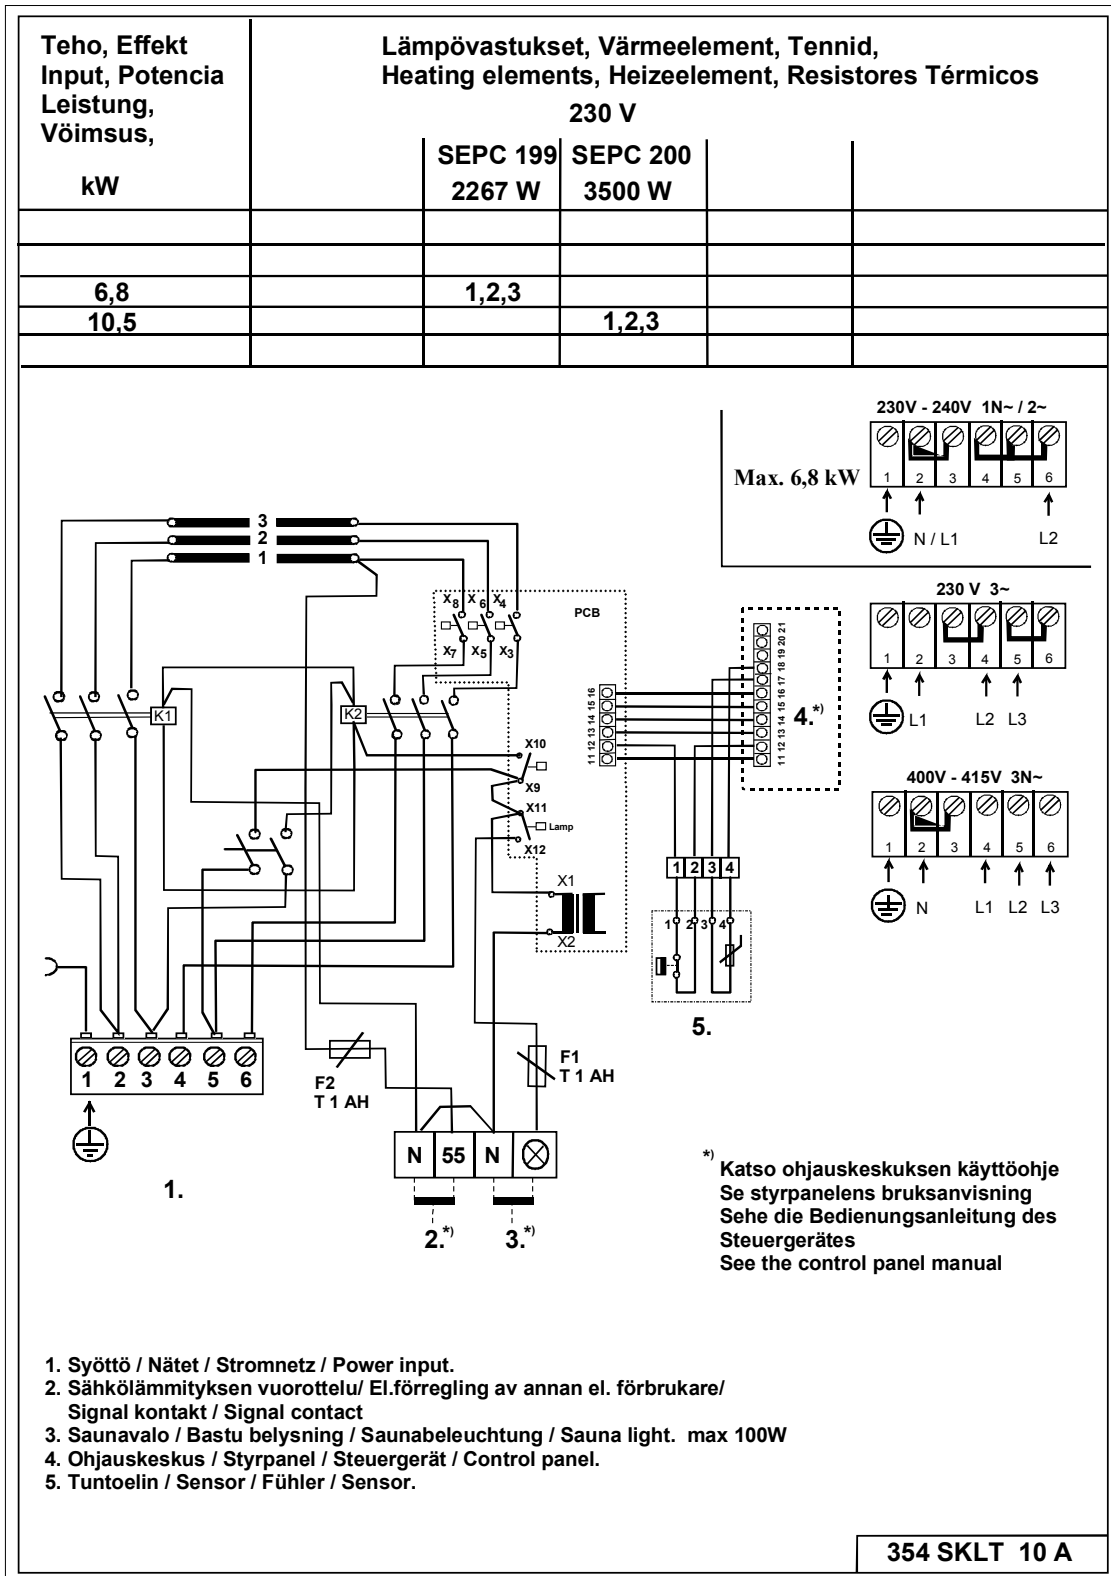 Teho, Effekt
Input, Potencia
Leistung,
Vöimsus,
kW
Lämpövastukset, Värmeelement, Tennid,
Heating elements, Heizeelement, Resistores Térmicos
230 V
SEPC 199 SEPC 200
2267 W 3500 W
6,8 1,2,3
10,5 1,2,3
230V - 240V 1N~ / 2~
Max. 6,8 kW
1 2 3 4 5 6
N / L1 L2
230 V 3~
1 2 3 4 5 6
L1 L2 L3
400V - 415V 3N~
1 2 3 4 5 6
N L1 L2 L3
3
2
1
X8 X6 X4
PCB
X7 X5 X3
K1
K2
X10
X9
X11
Lamp
X12
X1
X2
11 12 13 14 15 16
11 12 13 14 15 16 17 18 19 20 21
4.*)
1 2 3 4
1 2 3 4
5.
1 2 3 4 5 6
1.
F2
T 1 AH
F1
T 1 AH
N 55 N
2.*) 3.*)
*) Katso ohjauskeskuksen käyttöohje
Se styrpanelens bruksanvisning
Sehe die Bedienungsanleitung des
Steuergerätes
See the control panel manual
1. Syöttö / Nätet / Stromnetz / Power input.
2. Sähkölämmityksen vuorottelu/ El.förregling av annan el. förbrukare/
Signal kontakt / Signal contact
3. Saunavalo / Bastu belysning / Saunabeleuchtung / Sauna light. max 100W
4. Ohjauskeskus / Styrpanel / Steuergerät / Control panel.
5. Tuntoelin / Sensor / Fühler / Sensor.
354 SKLT 10 A